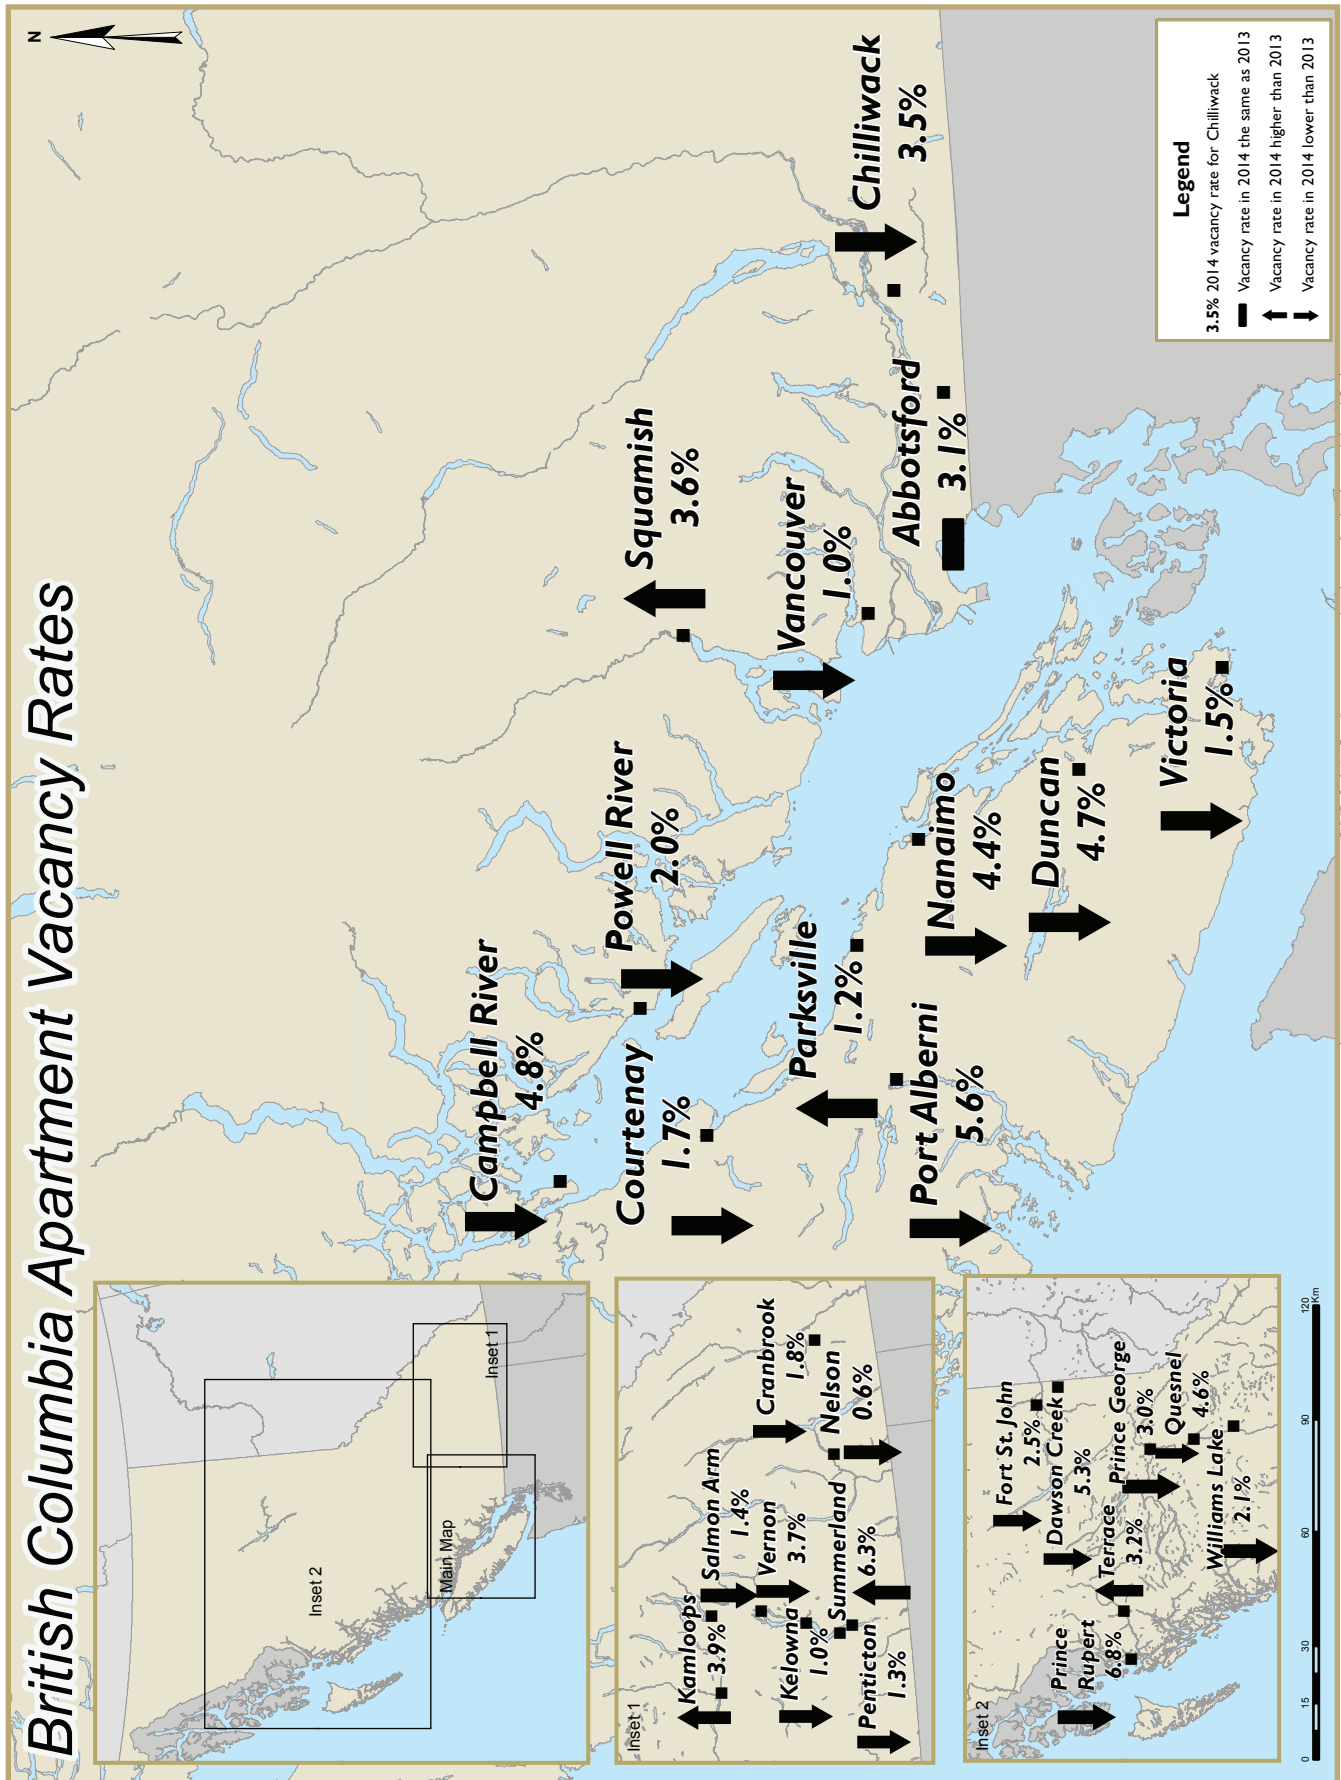 British Columbia Apartment Vacancy Rates
N
Campbell River
4.8%
Powell River
2.0%
Squamish
3.6%
Courtenay
1.7%
Vancouver
1.0%
Chilliwack
3.5%
Abbotsford
3.1%
Parksville
1.2%
Port Alberni
5.6%
Nanaimo
4.4%
Duncan
4.7%
Victoria
1.5%
Inset 2
Main Map
Inset 1
Inset 1
Kamloops
3.9%
Salmon Arm
1.4%
Vernon
3.7%
Cranbrook
1.8%
Kelowna
1.0%
Summerland
6.3%
Nelson
0.6%
Penticton
1.3%
Inset 2
Fort St. John
2.5%
Dawson Creek
5.3%
Prince
Rupert
6.8%
Terrace
3.2%
Prince George
3.0%
Quesnel
4.6%
Williams Lake
2.1%
0 15 30 60 90 120
Km
Legend
3.5% 2014 vacancy rate for Chilliwack
Vacancy rate in 2014 the same as 2013
Vacancy rate in 2014 higher than 2013
Vacancy rate in 2014 lower than 2013